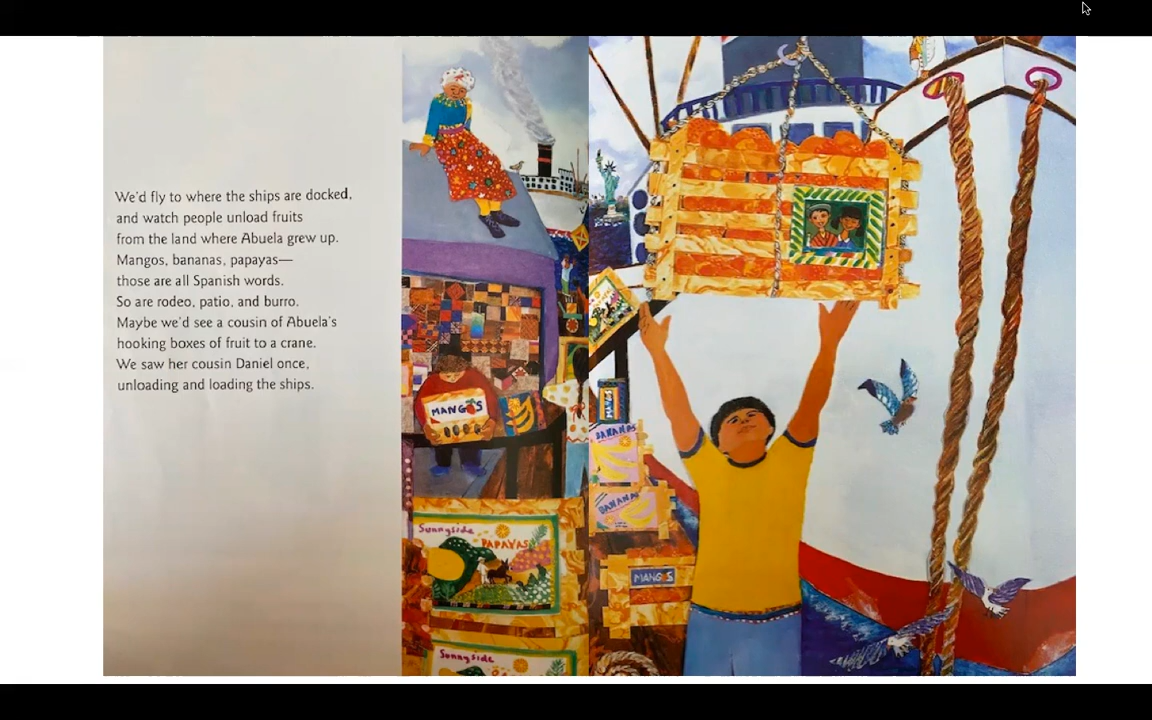 We'd fly to where the ships are docked,
and watch people unload fruits
from the land where Abuela grew up.
Mangos, bananas, papayas—
those are all Spanish words.
So are rodeo, patio, and burro.
Maybe we'd see a cousin of Abuela's
hooking boxes of fruit to a crane.
We saw her cousin Daniel once,
unloading and loading the ships.
MANGOS
Sunnyside
PAPAYAS
Sunnyside
BANANAS
BANANAS
MANGOS